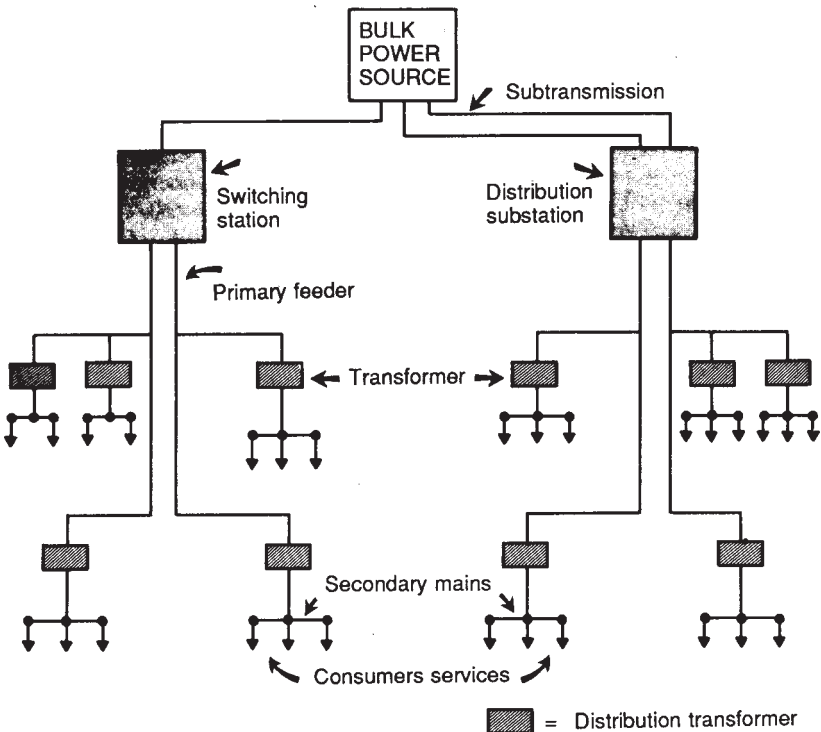 BULK
POWER
SOURCE
Subtransmission
Switching
station
Distribution
substation
Primary feeder
Transformer
Secondary mains
Consumers services
= Distribution transformer